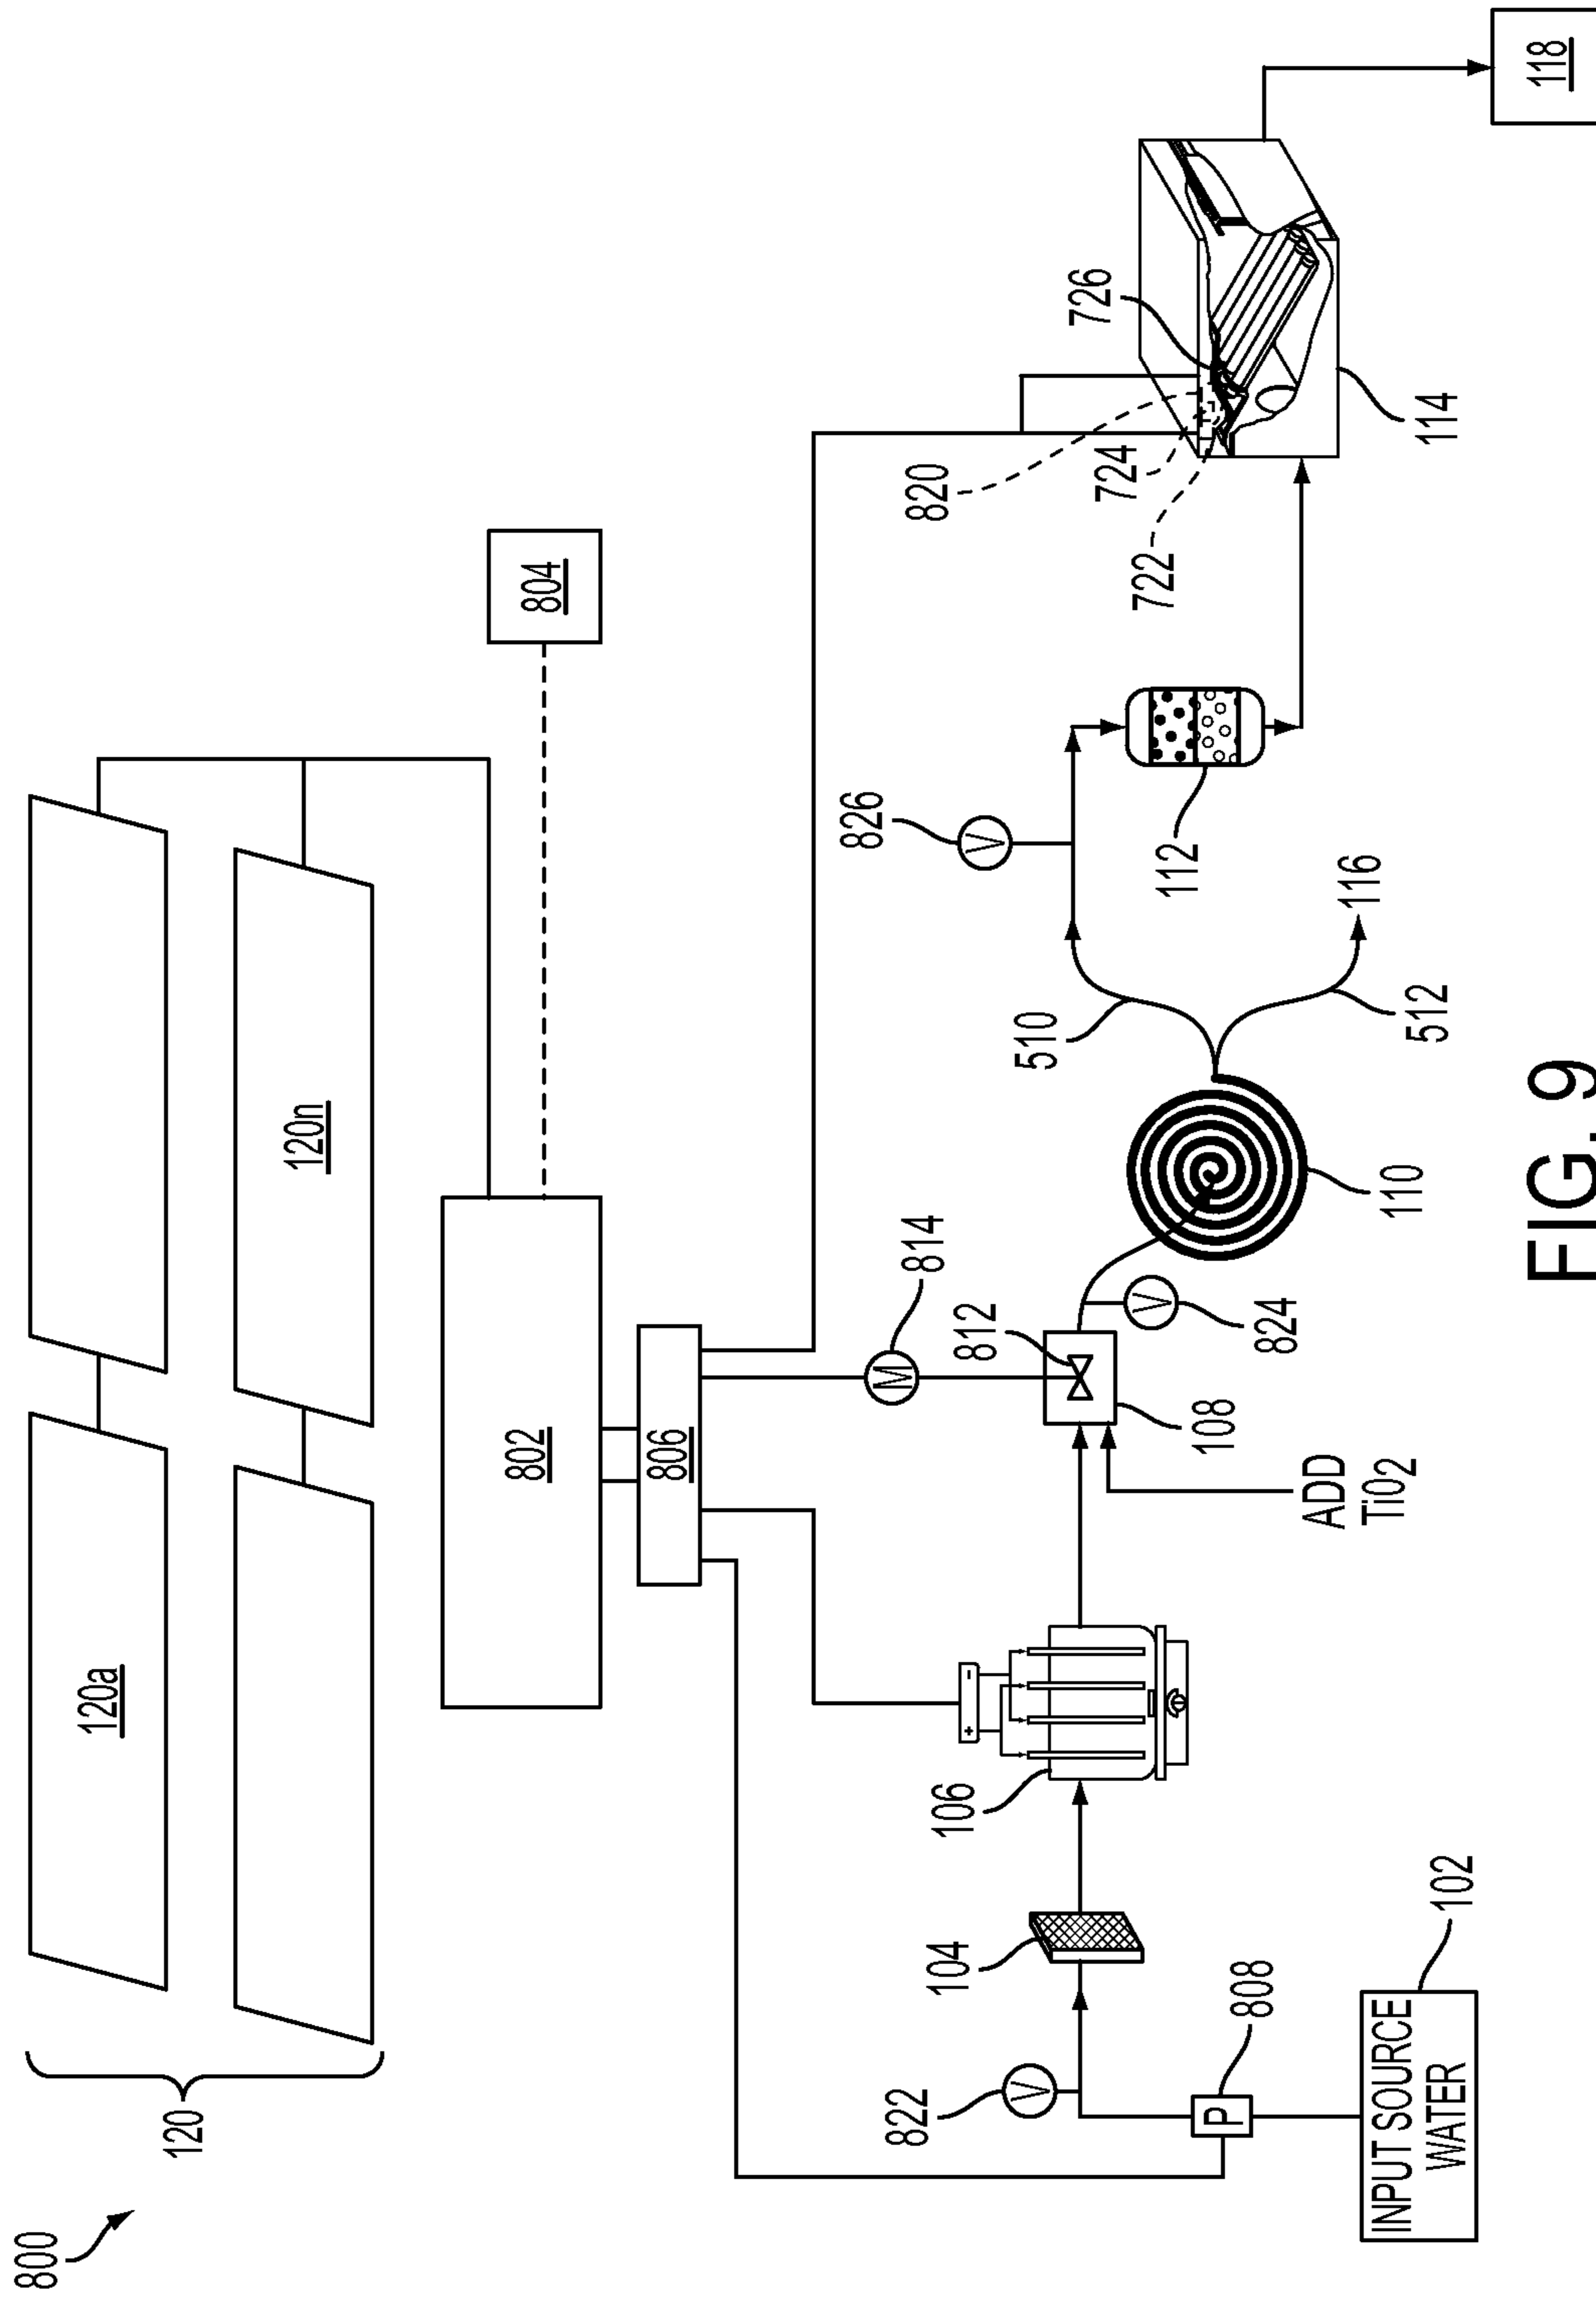 800
120
120a
120n
802
804
806
814
812
820
724
722
726
826
822
104
106
108
824
110
510
512
116
112
114
118
ADD
TiO2
P
808
INPUT SOURCE
WATER
102
V
V
V
M
+
-
FIG. 9